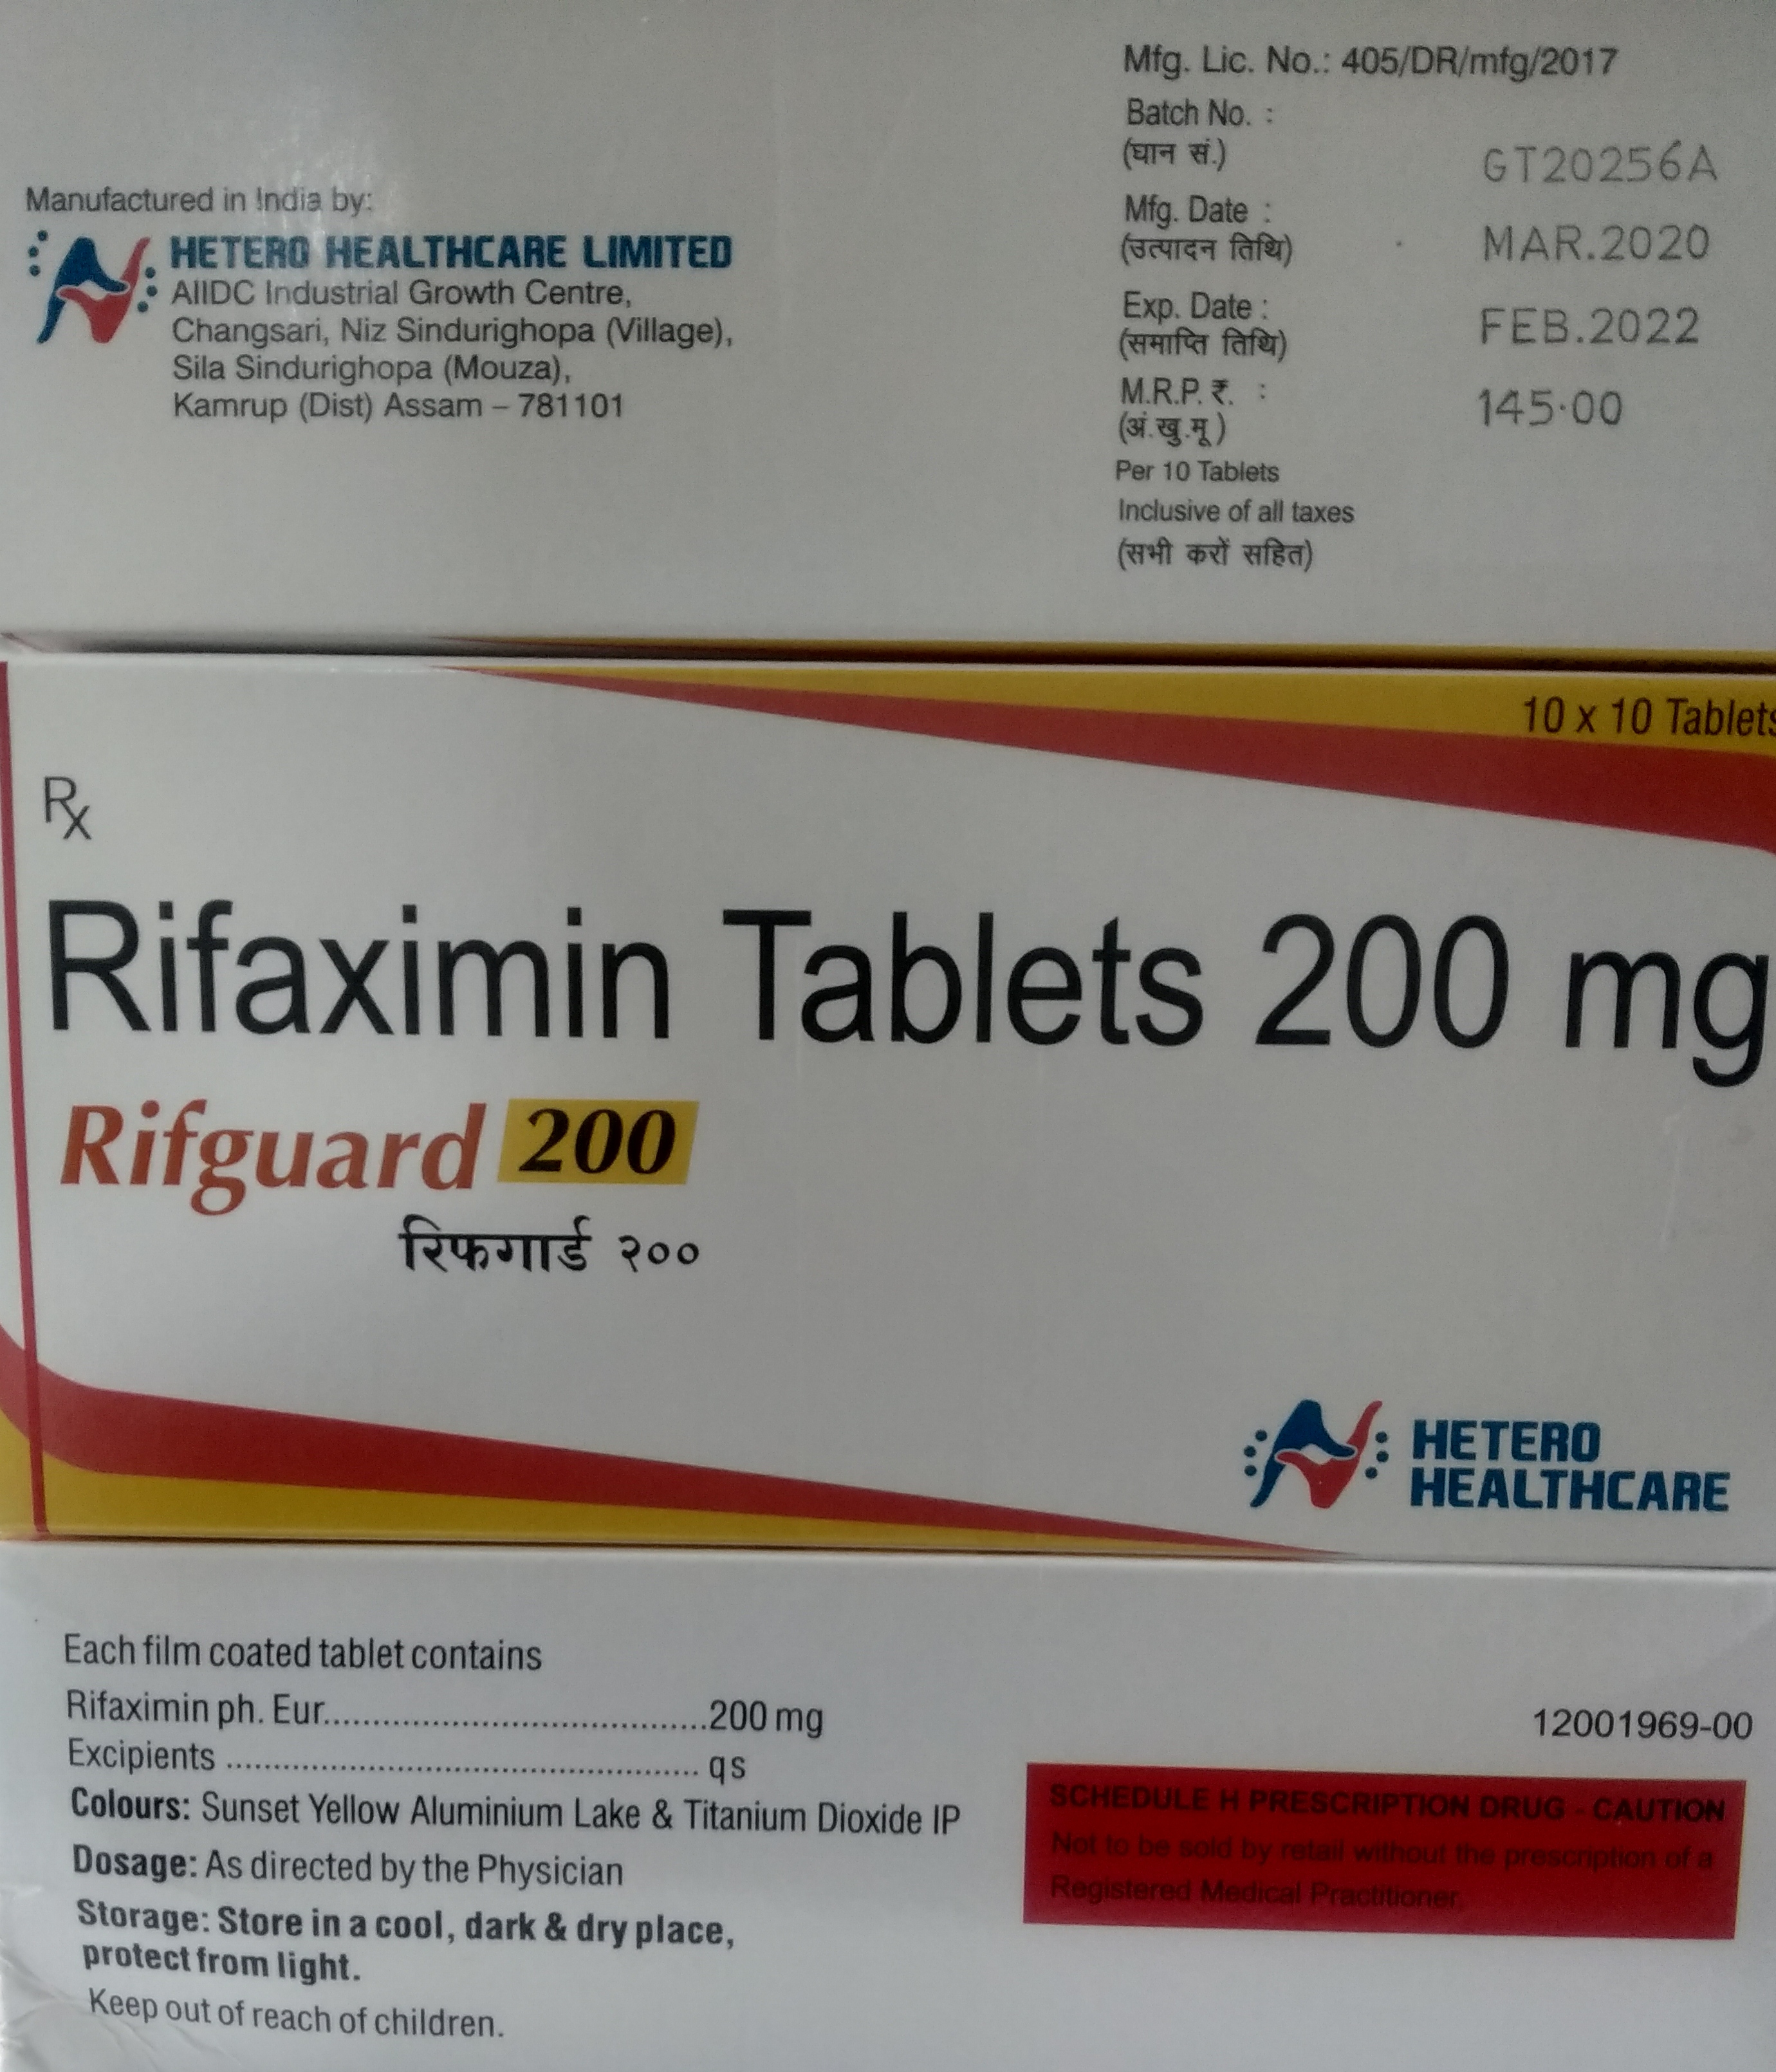 Mfg. Lic. No.: 405/DR/mfg/2017
Batch No. :
(घान सं.)
GT20256A
Mfg. Date :
(उत्पादन तिथि)
MAR.2020
Exp. Date :
(समाप्ति तिथि)
FEB.2022
M.R.P. ₹. :
(अं.खु.मू.)
145.00
Per 10 Tablets
Inclusive of all taxes
(सभी करों सहित)
Manufactured in India by:
HETERO HEALTHCARE LIMITED
AIIDC Industrial Growth Centre,
Changsari, Niz Sindurighopa (Village),
Sila Sindurighopa (Mouza),
Kamrup (Dist) Assam – 781101
10 x 10 Tablets
Rx
Rifaximin Tablets 200 mg
Rifguard 200
रिफगार्ड २००
HETERO
HEALTHCARE
Each film coated tablet contains
Rifaximin ph. Eur............................................200 mg
Excipients ........................................................ qs
Colours: Sunset Yellow Aluminium Lake & Titanium Dioxide IP
Dosage: As directed by the Physician
Storage: Store in a cool, dark & dry place,
protect from light.
Keep out of reach of children.
12001969-00
SCHEDULE H PRESCRIPTION DRUG - CAUTION
Not to be sold by retail without the prescription of a
Registered Medical Practitioner.